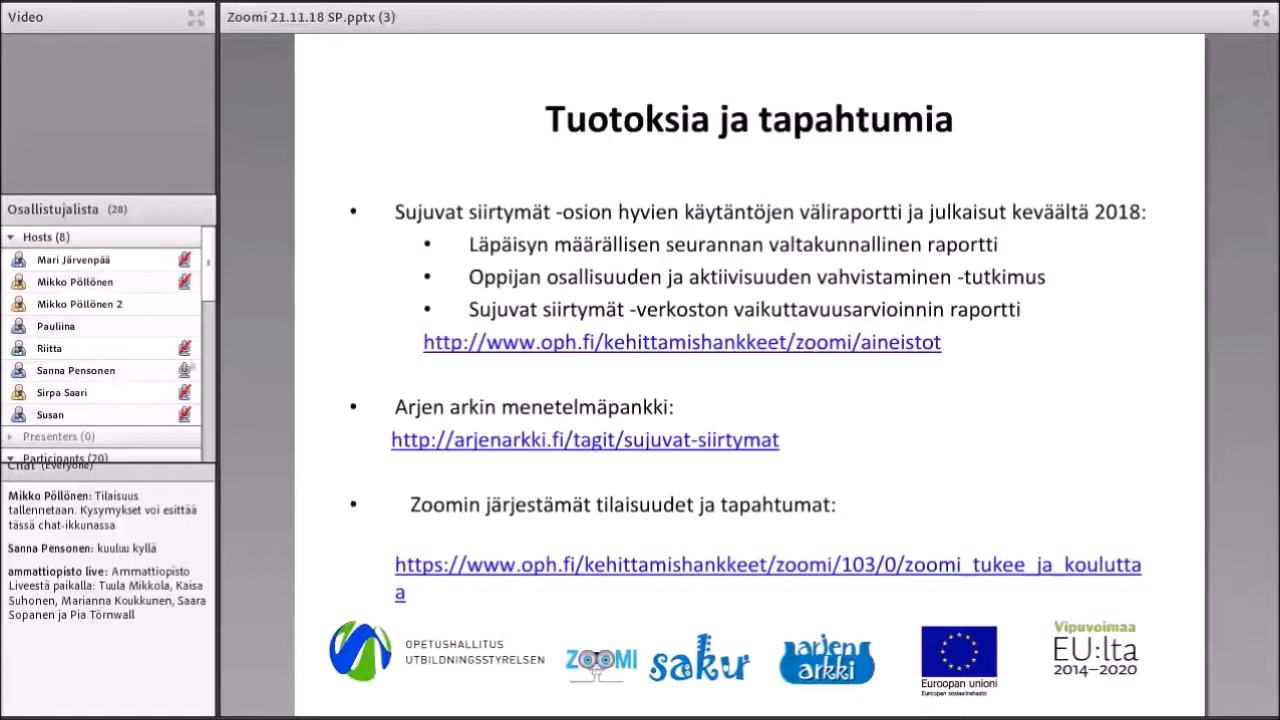 Video
Osallistujalista (28)
Hosts (8)
Mari Järvenpää
Mikko Pöllönen
Mikko Pöllönen 2
Pauliina
Riitta
Sanna Pensonen
Sirpa Saari
Susan
Presenters (0)
Participants (20)
Chat (Everyone)
Mikko Pöllönen: Tilaisuus
tallennetaan. Kysymykset voi esittää
tässä chat-ikkunassa
Sanna Pensonen: kuuluu kyllä
ammattiopisto live: Ammattiopisto
Liveestä paikalla: Tuula Mikkola, Kaisa
Suhonen, Marianna Koukkunen, Saara
Sopanen ja Pia Törnwall
Zoomi 21.11.18 SP.pptx (3)
Tuotoksia ja tapahtumia
• Sujuvat siirtymät -osion hyvien käytäntöjen väliraportti ja julkaisut keväältä 2018:
• Läpäisyn määrällisen seurannan valtakunnallinen raportti
• Oppijan osallisuuden ja aktiivisuuden vahvistaminen -tutkimus
• Sujuvat siirtymät -verkoston vaikuttavuusarvioinnin raportti
http://www.oph.fi/kehittamishankkeet/zoomi/aineistot
• Arjen arkin menetelmäpankki:
http://arjenarkki.fi/tagit/sujuvat-siirtymat
• Zoomin järjestämät tilaisuudet ja tapahtumat:
https://www.oph.fi/kehittamishankkeet/zoomi/103/0/zoomi_tukee_ja_koulutta
a
OPETUSHALLITUS
UTBILDNINGSSTYRELSEN
ZOOMI
saku
arjen
arkki
Euroopan unioni
Euroopan sosiaalirahasto
Vipuvoimaa
EU:lta
2014–2020